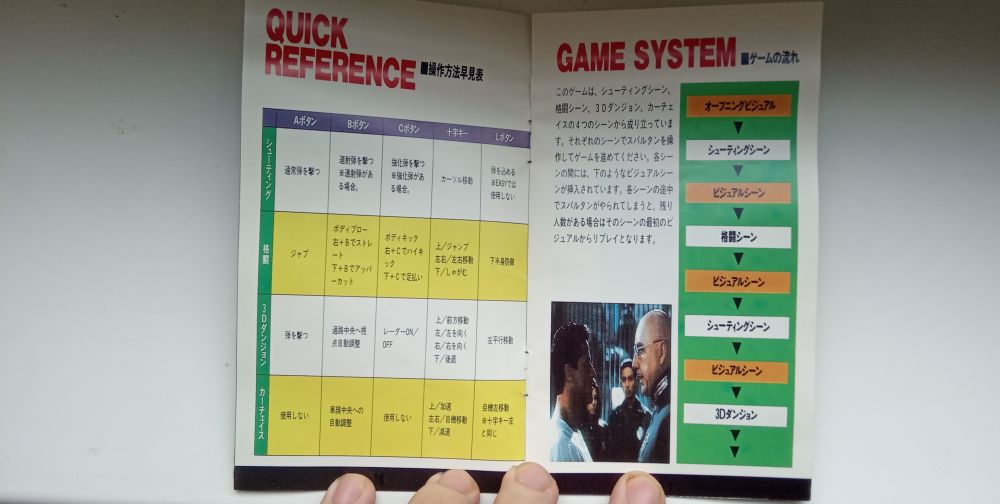 QUICK
REFERENCE ■操作方法早見表
Aボタン Bボタン Cボタン 十字キー Lボタン
シューティング
通常弾を撃つ
連射弾を撃つ
※連射弾があ
る場合。
強化弾を撃つ
※強化弾があ
る場合。
カーソル移動
弾を込める
※EASYでは
使用しない
格闘
ジャブ
ボディブロー
右+Bでストレ
ート
下+Bでアッパ
ーカット
ボディキック
右+Cでハイキ
ック
下+Cで足払い
上/ジャンプ
左右/左右移動
下/しゃがむ
下半身防御
3Dダンジョン
弾を撃つ
通路中央へ視
点自動調整
レーダーON/
OFF
上/前方移動
左/左を向く
右/右を向く
下/後退
左平行移動
カーチェイス
使用しない
車線中央への
自動調整
使用しない
上/加速
左右/自機移動
下/減速
自機左移動
※十字キー左
と同じ
GAME SYSTEM ■ゲームの流れ
このゲームは、シューティングシーン、
格闘シーン、3Dダンジョン、カーチェ
イスの4つのシーンから成り立っていま
す。それぞれのシーンでスパルタンを操
作してゲームを進めてください。各シー
ンの間には、下のようなビジュアルシー
ンが挿入されています。各シーンの途中
でスパルタンがやられてしまうと、残り
人数がある場合はそのシーンの最初のビ
ジュアルからリプレイとなります。
オープニングビジュアル
シューティングシーン
ビジュアルシーン
格闘シーン
ビジュアルシーン
シューティングシーン
ビジュアルシーン
3Dダンジョン